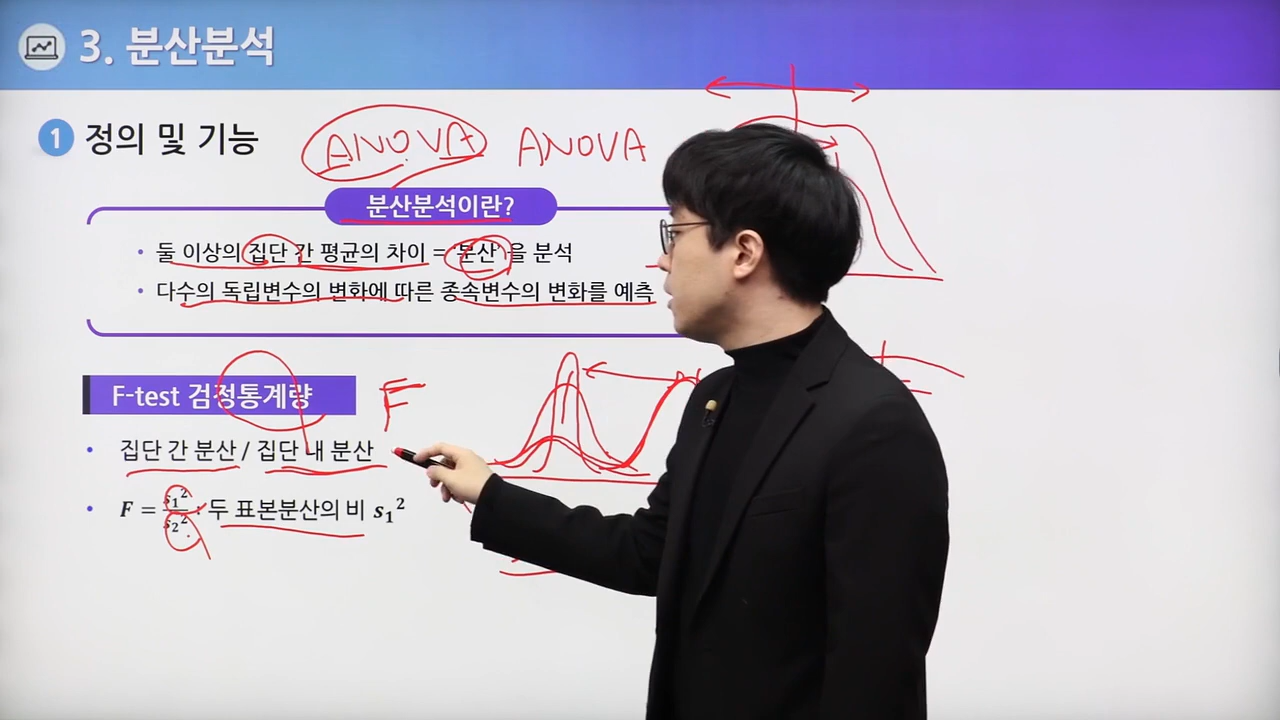 3. 분산분석
1 정의 및 기능
ANOVA ANOVA
분산분석이란?
• 둘 이상의 집단 간 평균의 차이 = '분산'을 분석
• 다수의 독립변수의 변화에 따른 종속변수의 변화를 예측
F-test 검정통계량
F
• 집단 간 분산 / 집단 내 분산
• F = s₁²/s₂² : 두 표본분산의 비 s₁²